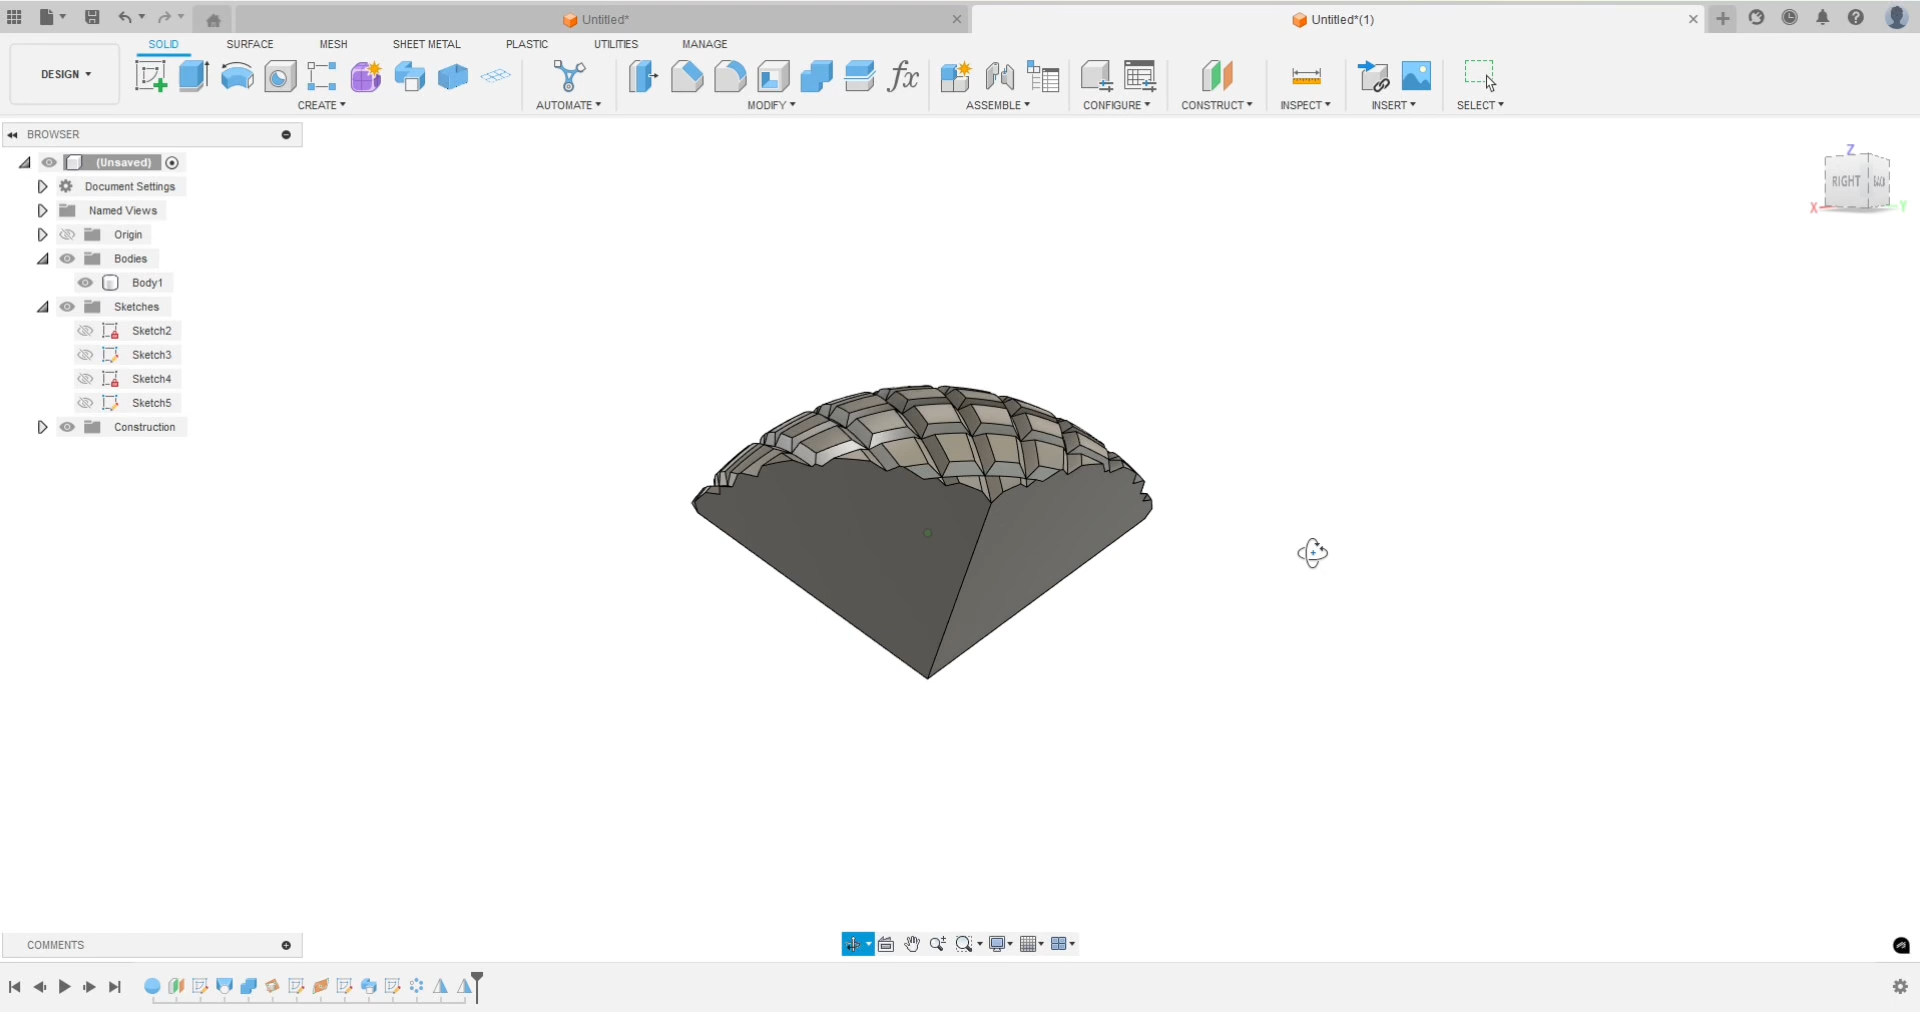 Untitled*
Untitled*(1)
DESIGN
SOLID
SURFACE
MESH
SHEET METAL
PLASTIC
UTILITIES
MANAGE
fx
CREATE
AUTOMATE
MODIFY
ASSEMBLE
CONFIGURE
CONSTRUCT
INSPECT
INSERT
SELECT
BROWSER
(Unsaved)
Document Settings
Named Views
Origin
Bodies
Body1
Sketches
Sketch2
Sketch3
Sketch4
Sketch5
Construction
Z
RIGHT
X
Y
COMMENTS